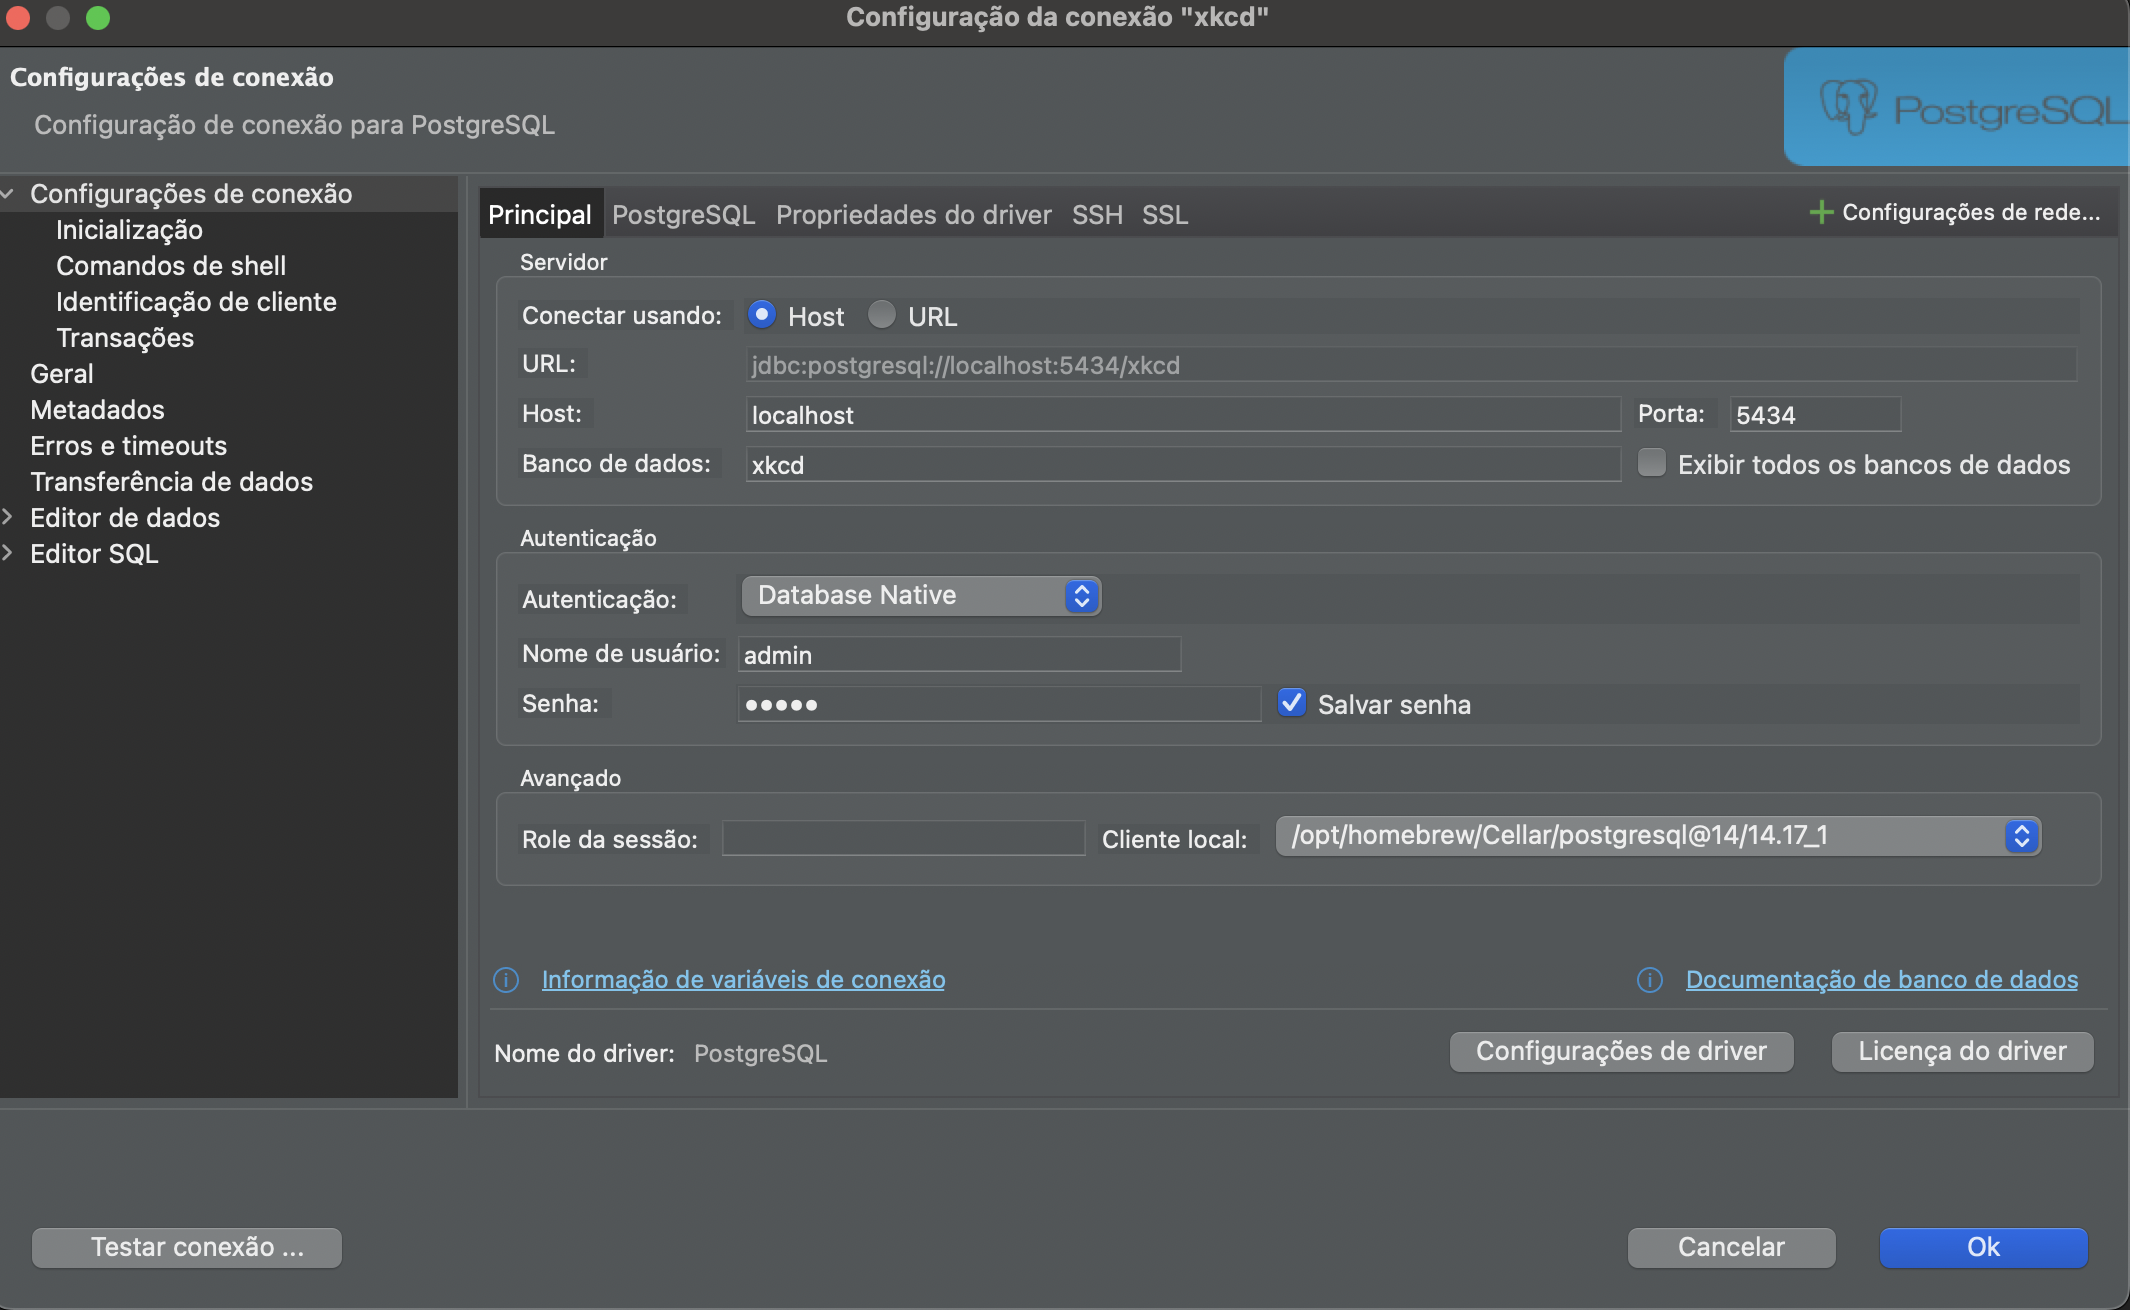 Configuração da conexão "xkcd"
Configurações de conexão
Configuração de conexão para PostgreSQL
PostgreSQL
Configurações de conexão
Inicialização
Comandos de shell
Identificação de cliente
Transações
Geral
Metadados
Erros e timeouts
Transferência de dados
Editor de dados
Editor SQL
Principal PostgreSQL Propriedades do driver SSH SSL Configurações de rede...
Servidor
Conectar usando: Host URL
URL: jdbc:postgresql://localhost:5434/xkcd
Host: localhost Porta: 5434
Banco de dados: xkcd Exibir todos os bancos de dados
Autenticação
Autenticação: Database Native
Nome de usuário: admin
Senha: ••••• Salvar senha
Avançado
Role da sessão: Cliente local: /opt/homebrew/Cellar/postgresql@14/14.17_1
Informação de variáveis de conexão Documentação de banco de dados
Nome do driver: PostgreSQL Configurações de driver Licença do driver
Testar conexão ... Cancelar Ok